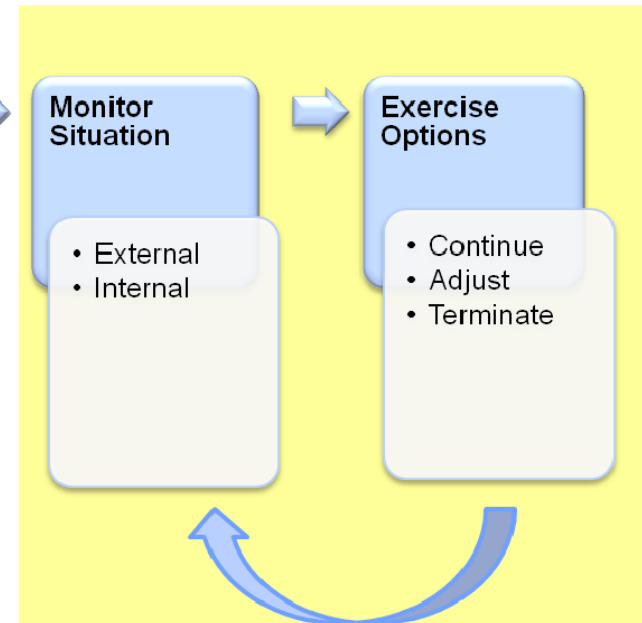 Monitor
Situation
• External
• Internal
Exercise
Options
• Continue
• Adjust
• Terminate